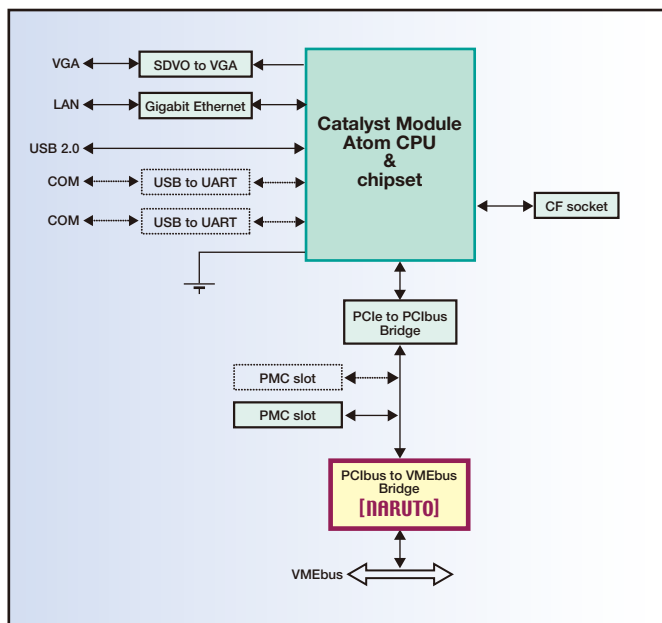 VGA
SDVO to VGA
LAN
Gigabit Ethernet
USB 2.0
COM
USB to UART
COM
USB to UART
Catalyst Module
Atom CPU
&
chipset
CF socket
PCIe to PCIbus
Bridge
PMC slot
PMC slot
PCIbus to VMEbus
Bridge
[NARUTO]
VMEbus